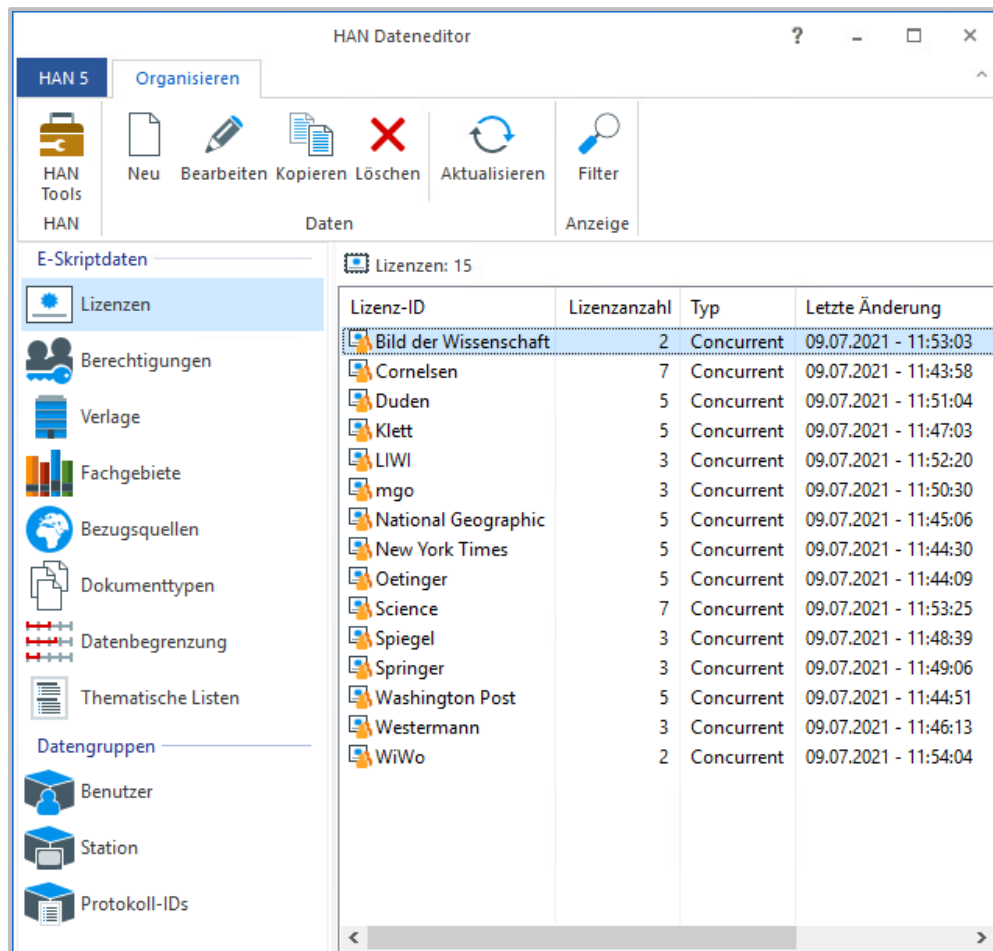 HAN Dateneditor
HAN 5 Organisieren
HAN Tools Neu Bearbeiten Kopieren Löschen Aktualisieren Filter
HAN Daten Anzeige
E-Skriptdaten
Lizenzen
Berechtigungen
Verlage
Fachgebiete
Bezugsquellen
Dokumenttypen
Datenbegrenzung
Thematische Listen
Datengruppen
Benutzer
Station
Protokoll-IDs
Lizenzen: 15
Lizenz-ID Lizenzanzahl Typ Letzte Änderung
Bild der Wissenschaft 2 Concurrent 09.07.2021 - 11:53:03
Cornelsen 7 Concurrent 09.07.2021 - 11:43:58
Duden 5 Concurrent 09.07.2021 - 11:51:04
Klett 5 Concurrent 09.07.2021 - 11:47:03
LIWI 3 Concurrent 09.07.2021 - 11:52:20
mgo 3 Concurrent 09.07.2021 - 11:50:30
National Geographic 5 Concurrent 09.07.2021 - 11:45:06
New York Times 5 Concurrent 09.07.2021 - 11:44:30
Oetinger 5 Concurrent 09.07.2021 - 11:44:09
Science 7 Concurrent 09.07.2021 - 11:53:25
Spiegel 3 Concurrent 09.07.2021 - 11:48:39
Springer 3 Concurrent 09.07.2021 - 11:49:06
Washington Post 5 Concurrent 09.07.2021 - 11:44:51
Westermann 3 Concurrent 09.07.2021 - 11:46:13
WiWo 2 Concurrent 09.07.2021 - 11:54:04